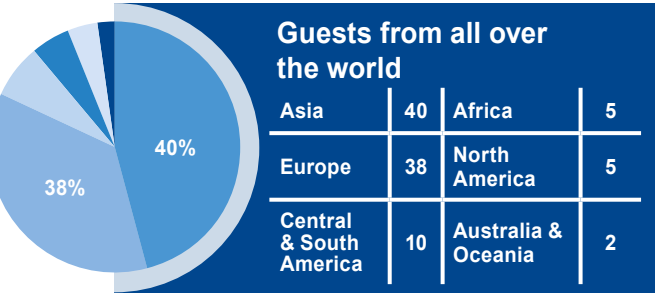 Guests from all over
the world
40%
38%
Asia 40 Africa 5
Europe 38 North
America 5
Central
& South
America 10 Australia &
Oceania 2